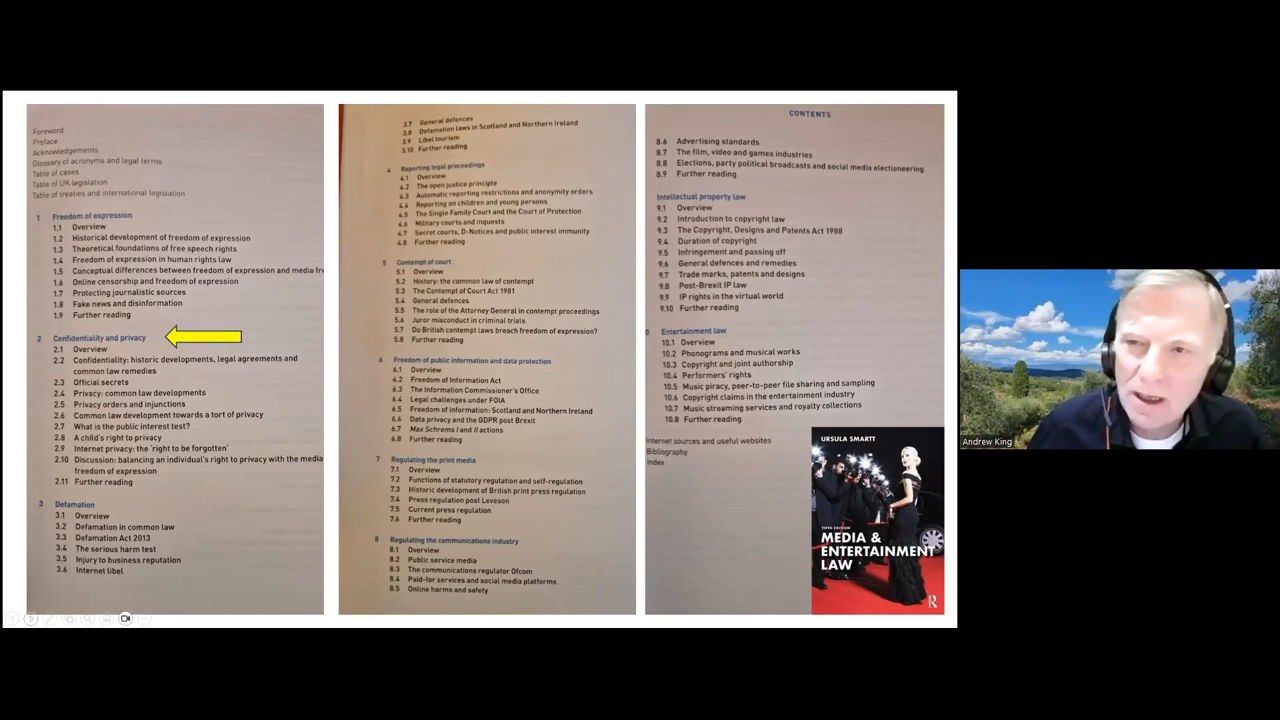 Foreword
Preface
Acknowledgements
Glossary of acronyms and legal terms
Table of cases
Table of UK legislation
Table of treaties and international legislation
1 Freedom of expression
1.1 Overview
1.2 Historical development of freedom of expression
1.3 Theoretical foundations of free speech rights
1.4 Freedom of expression in human rights law
1.5 Conceptual differences between freedom of expression and media fre
1.6 Online censorship and freedom of expression
1.7 Protecting journalistic sources
1.8 Fake news and disinformation
1.9 Further reading
2 Confidentiality and privacy
2.1 Overview
2.2 Confidentiality: historic developments, legal agreements and
common law remedies
2.3 Official secrets
2.4 Privacy: common law developments
2.5 Privacy orders and injunctions
2.6 Common law development towards a tort of privacy
2.7 What is the public interest test?
2.8 A child's right to privacy
2.9 Internet privacy: the 'right to be forgotten'
2.10 Discussion: balancing an individual's right to privacy with the media
freedom of expression
2.11 Further reading
3 Defamation
3.1 Overview
3.2 Defamation in common law
3.3 Defamation Act 2013
3.4 The serious harm test
3.5 Injury to business reputation
3.6 Internet libel
3.7 General defences
3.8 Defamation laws in Scotland and Northern Ireland
3.9 Libel tourism
3.10 Further reading
4 Reporting legal proceedings
4.1 Overview
4.2 The open justice principle
4.3 Automatic reporting restrictions and anonymity orders
4.4 Reporting on children and young persons
4.5 The Single Family Court and the Court of Protection
4.6 Military courts and inquests
4.7 Secret courts, D-Notices and public interest immunity
4.8 Further reading
5 Contempt of court
5.1 Overview
5.2 History: the common law of contempt
5.3 The Contempt of Court Act 1981
5.4 General defences
5.5 The role of the Attorney General in contempt proceedings
5.6 Juror misconduct in criminal trials
5.7 Do British contempt laws breach freedom of expression?
5.8 Further reading
6 Freedom of public information and data protection
6.1 Overview
6.2 Freedom of Information Act
6.3 The Information Commissioner's Office
6.4 Legal challenges under FOIA
6.5 Freedom of information: Scotland and Northern Ireland
6.6 Data privacy and the GDPR post Brexit
6.7 Max Schrems I and II actions
6.8 Further reading
7 Regulating the print media
7.1 Overview
7.2 Functions of statutory regulation and self-regulation
7.3 Historic development of British print press regulation
7.4 Press regulation post Leveson
7.5 Current press regulation
7.6 Further reading
8 Regulating the communications industry
8.1 Overview
8.2 Public service media
8.3 The communications regulator Ofcom
8.4 Paid-for services and social media platforms
8.5 Online harms and safety
CONTENTS
8.6 Advertising standards
8.7 The film, video and games industries
8.8 Elections, party political broadcasts and social media electioneering
8.9 Further reading
Intellectual property law
9.1 Overview
9.2 Introduction to copyright law
9.3 The Copyright, Designs and Patents Act 1988
9.4 Duration of copyright
9.5 Infringement and passing off
9.6 General defences and remedies
9.7 Trade marks, patents and designs
9.8 Post-Brexit IP law
9.9 IP rights in the virtual world
9.10 Further reading
0 Entertainment law
10.1 Overview
10.2 Phonograms and musical works
10.3 Copyright and joint authorship
10.4 Performers' rights
10.5 Music piracy, peer-to-peer file sharing and sampling
10.6 Copyright claims in the entertainment industry
10.7 Music streaming services and royalty collections
10.8 Further reading
Internet sources and useful websites
Bibliography
Index
URSULA SMARTT
FIFTH EDITION
MEDIA &
ENTERTAINMENT
LAW
R
Andrew King